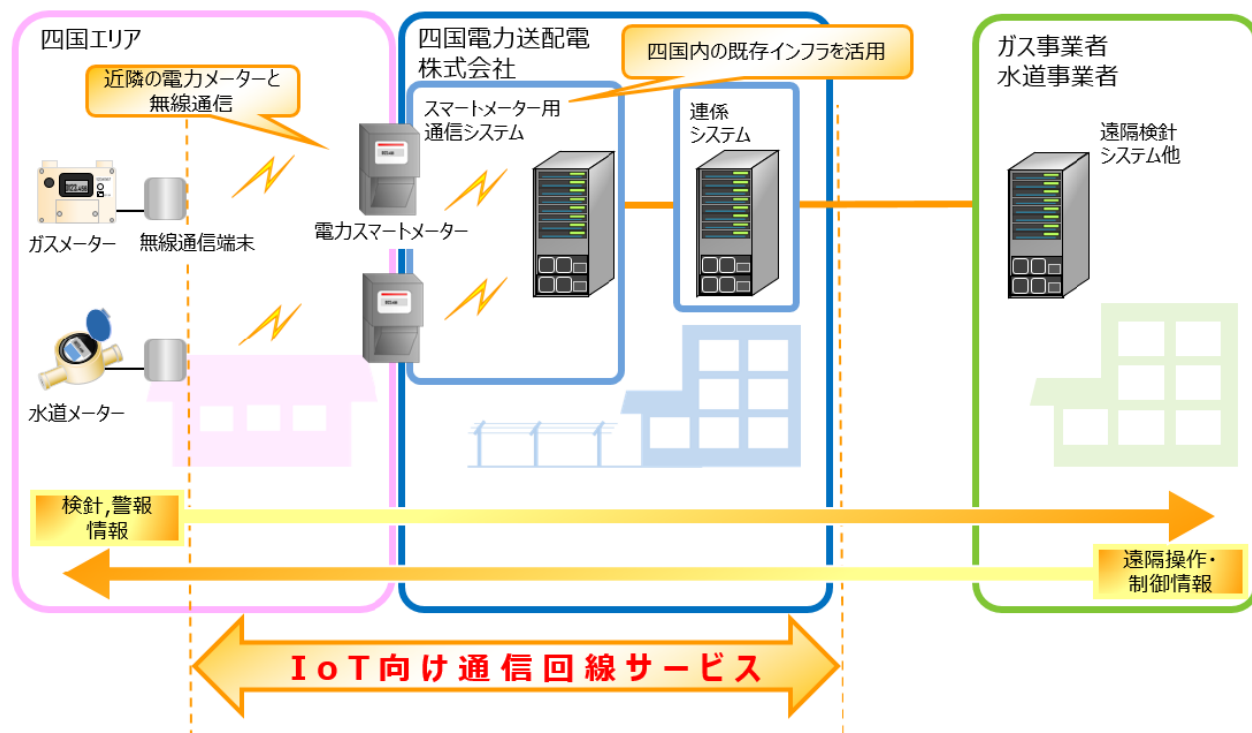 四国エリア
近隣の電力メーターと
無線通信
ガスメーター
無線通信端末
水道メーター
電力スマートメーター
四国電力送配電
株式会社
四国内の既存インフラを活用
スマートメーター用
通信システム
連係
システム
ガス事業者
水道事業者
遠隔検針
システム他
検針,警報
情報
遠隔操作・
制御情報
IoT向け通信回線サービス